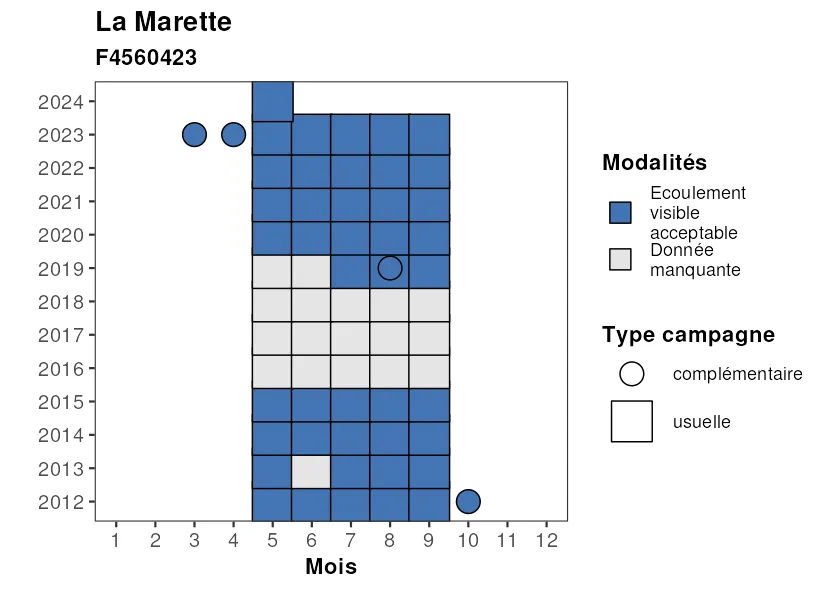 La Marette
F4560423
2024
2023
2022
2021
2020
2019
2018
2017
2016
2015
2014
2013
2012
1 2 3 4 5 6 7 8 9 10 11 12
Mois
Modalités
Ecoulement
visible
acceptable
Donnée
manquante
Type campagne
complémentaire
usuelle